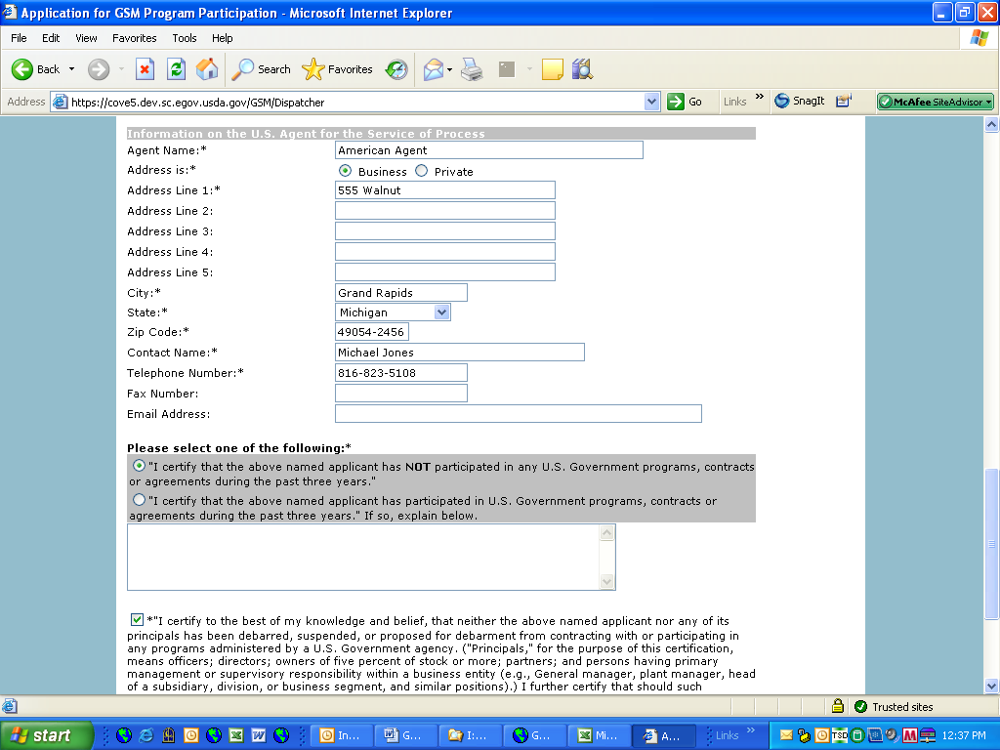 Application for GSM Program Participation - Microsoft Internet Explorer
File Edit View Favorites Tools Help
Back Search Favorites
Address https://cove5.dev.sc.egov.usda.gov/GSM/Dispatcher Go Links » SnagIt McAfee SiteAdvisor
Information on the U.S. Agent for the Service of Process
Agent Name:* American Agent
Address is:* Business Private
Address Line 1:* 555 Walnut
Address Line 2:
Address Line 3:
Address Line 4:
Address Line 5:
City:* Grand Rapids
State:* Michigan
Zip Code:* 49054-2456
Contact Name:* Michael Jones
Telephone Number:* 816-823-5108
Fax Number:
Email Address:
Please select one of the following:*
"I certify that the above named applicant has NOT participated in any U.S. Government programs, contracts
or agreements during the past three years."
"I certify that the above named applicant has participated in U.S. Government programs, contracts or
agreements during the past three years." If so, explain below.
*"I certify to the best of my knowledge and belief, that neither the above named applicant nor any of its
principals has been debarred, suspended, or proposed for debarment from contracting with or participating in
any programs administered by a U.S. Government agency. ("Principals," for the purpose of this certification,
means officers; directors; owners of five percent of stock or more; partners; and persons having primary
management or supervisory responsibility within a business entity (e.g., General manager, plant manager, head
of a subsidiary, division, or business segment, and similar positions).) I further certify that should such
Trusted sites
start In... G... I:... G... Mi... A... Links » TSD 12:37 PM